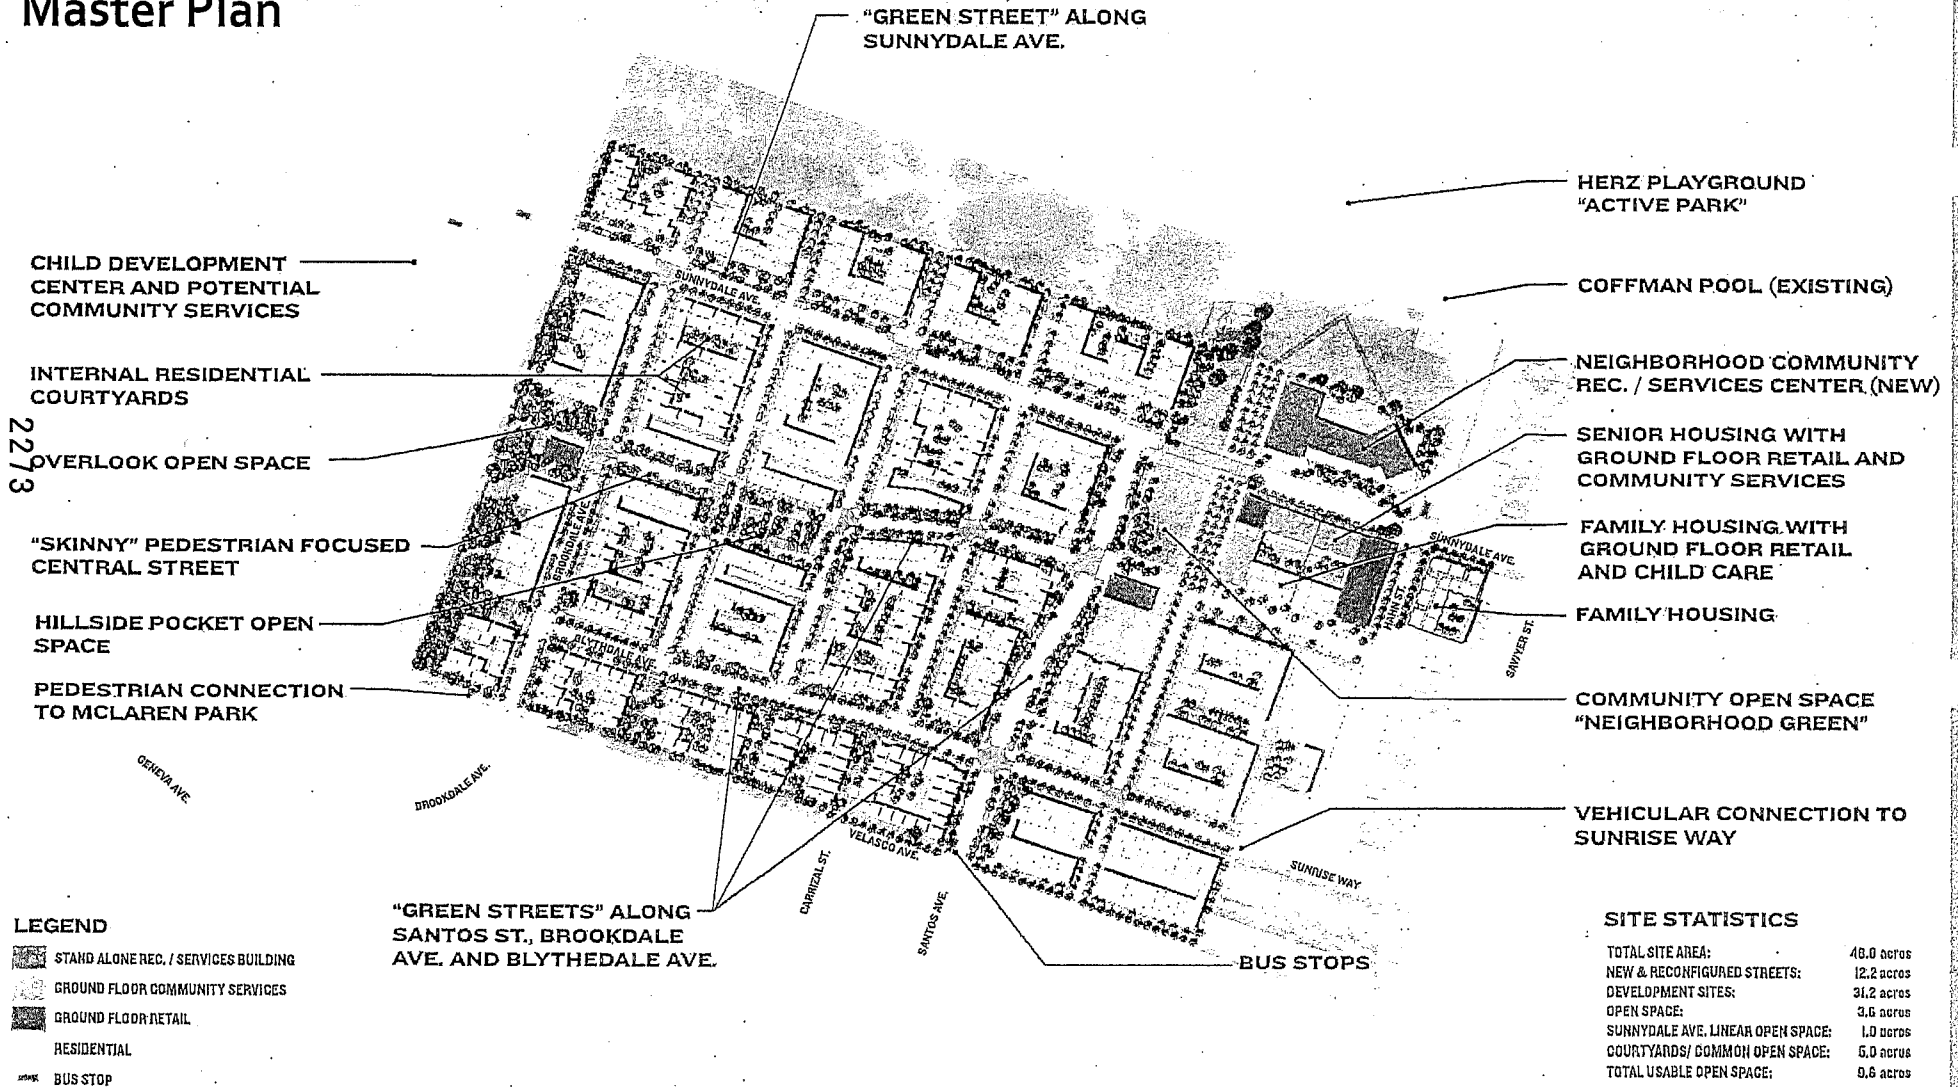 Master Plan
"GREEN STREET" ALONG
SUNNYDALE AVE.
HERZ PLAYGROUND
"ACTIVE PARK"
COFFMAN POOL (EXISTING)
NEIGHBORHOOD COMMUNITY
REC. / SERVICES CENTER (NEW)
SENIOR HOUSING WITH
GROUND FLOOR RETAIL AND
COMMUNITY SERVICES
FAMILY HOUSING WITH
GROUND FLOOR RETAIL
AND CHILD CARE
FAMILY HOUSING
COMMUNITY OPEN SPACE
"NEIGHBORHOOD GREEN"
VEHICULAR CONNECTION TO
SUNRISE WAY
CHILD DEVELOPMENT
CENTER AND POTENTIAL
COMMUNITY SERVICES
INTERNAL RESIDENTIAL
COURTYARDS
2273
OVERLOOK OPEN SPACE
"SKINNY" PEDESTRIAN FOCUSED
CENTRAL STREET
HILLSIDE POCKET OPEN
SPACE
PEDESTRIAN CONNECTION
TO MCLAREN PARK
"GREEN STREETS" ALONG
SANTOS ST., BROOKDALE
AVE. AND BLYTHEDALE AVE.
BUS STOPS
SUNNYDALE AVE.
BROOKDALE AVE.
BLYTHDALE AVE.
SUNNYDALE AVE.
MAIN ST.
SAWYER ST.
GENEVA AVE.
BROOKDALE AVE.
CARRIZAL ST.
VELASCO AVE.
SANTOS AVE.
SUNRISE WAY
LEGEND
STAND ALONE REC. / SERVICES BUILDING
GROUND FLOOR COMMUNITY SERVICES
GROUND FLOOR RETAIL
RESIDENTIAL
BUS STOP
SITE STATISTICS
TOTAL SITE AREA: 48.0 acres
NEW & RECONFIGURED STREETS: 12.2 acres
DEVELOPMENT SITES: 31.2 acres
OPEN SPACE: 3.6 acres
SUNNYDALE AVE. LINEAR OPEN SPACE: 1.0 acres
COURTYARDS/ COMMON OPEN SPACE: 5.0 acres
TOTAL USABLE OPEN SPACE: 9.6 acres